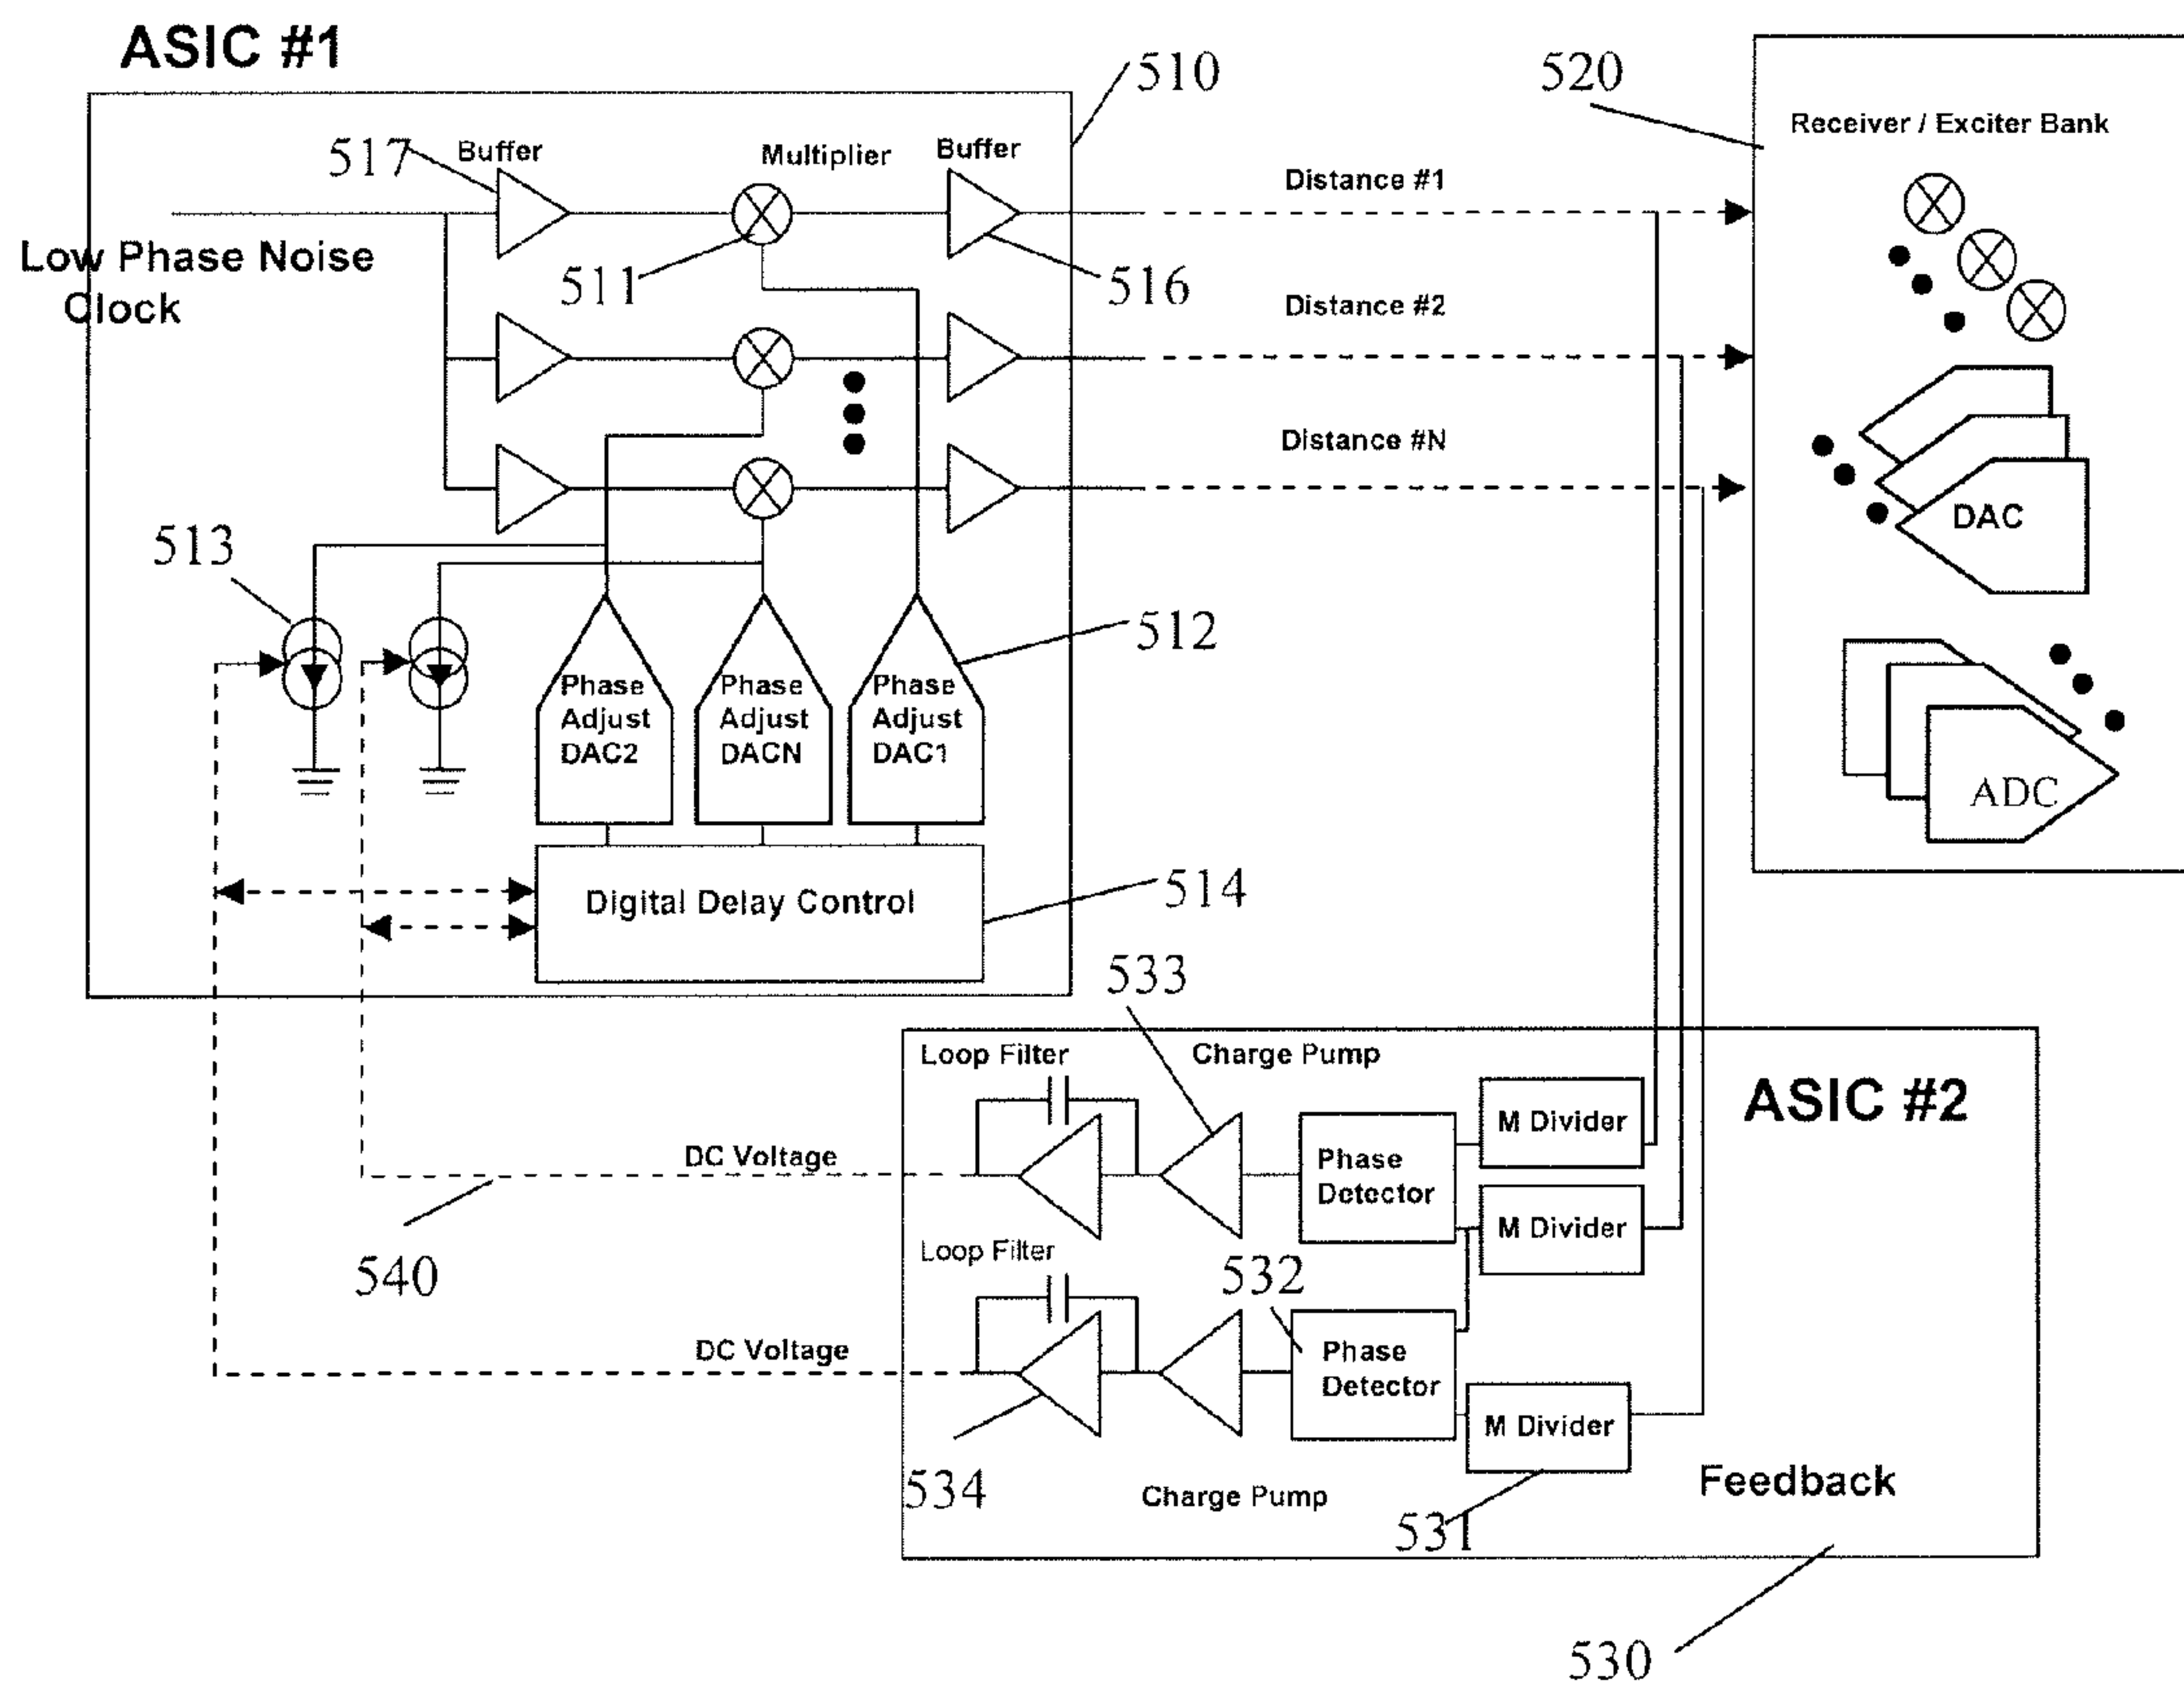 ASIC #1
510
520
Receiver / Exciter Bank
517
Buffer
Multiplier
Buffer
Distance #1
Low Phase Noise
Clock
511
516
Distance #2
Distance #N
DAC
513
512
Phase
Adjust
DAC2
Phase
Adjust
DACN
Phase
Adjust
DAC1
ADC
Digital Delay Control
514
533
Loop Filter
Charge Pump
ASIC #2
M Divider
DC Voltage
Phase
Detector
M Divider
540
Loop Filter
532
DC Voltage
Phase
Detector
M Divider
534
Charge Pump
531
Feedback
530